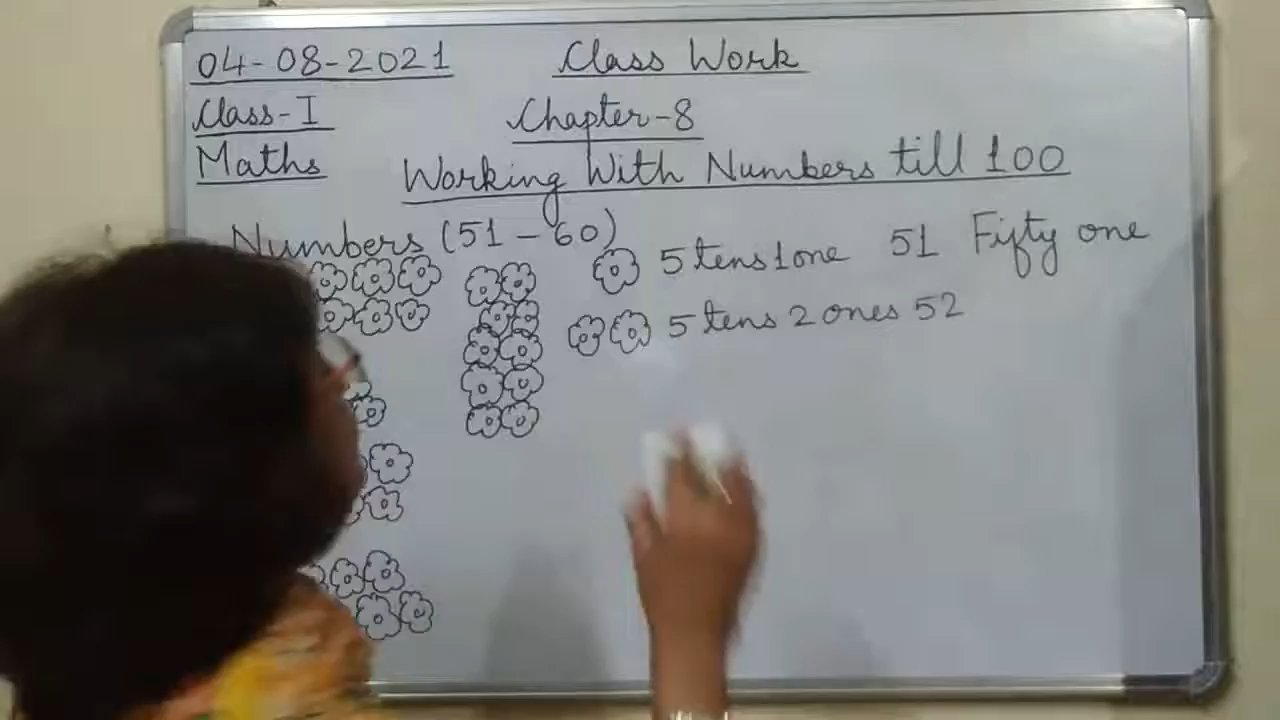 04-08-2021 Class Work
Class-I Chapter-8
Maths Working With Numbers till 100
Numbers (51-60)
5 tens 1 one 51 Fifty one
5 tens 2 ones 52